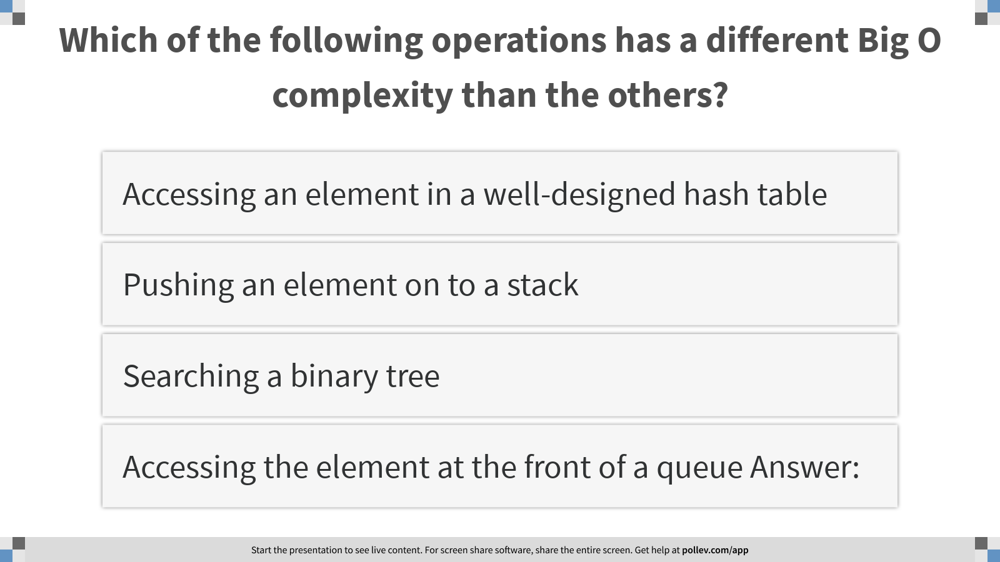 Which of the following operations has a different Big O
complexity than the others?
Accessing an element in a well-designed hash table
Pushing an element on to a stack
Searching a binary tree
Accessing the element at the front of a queue Answer:
Start the presentation to see live content. For screen share software, share the entire screen. Get help at pollev.com/app